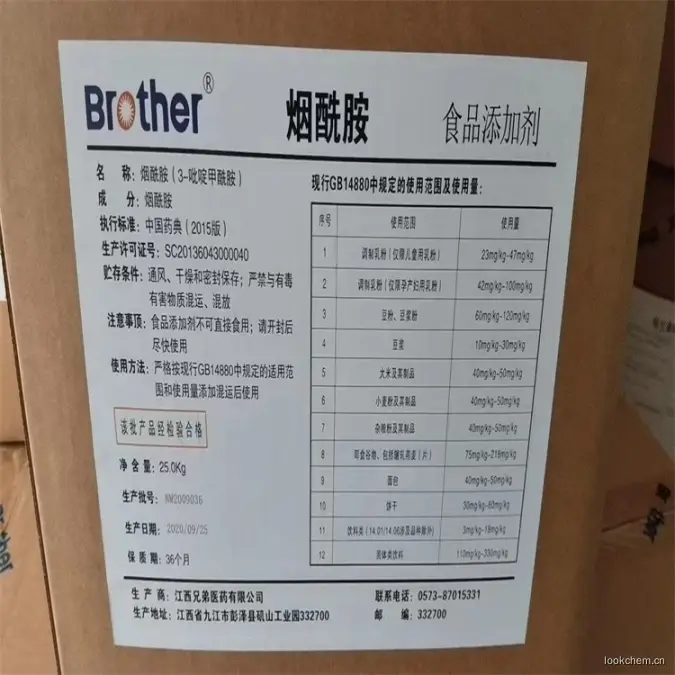 Brother®
烟酰胺
食品添加剂
名 称：烟酰胺（3-吡啶甲酰胺）
成 分：烟酰胺
执行标准：中国药典（2015版）
生产许可证号：SC20136043000040
贮存条件：通风、干燥和密封保存；严禁与有毒
有害物质混运、混放
注意事项：食品添加剂不可直接食用；请开封后
尽快使用
使用方法：严格按现行GB14880中规定的适用范
围和使用量添加混运后使用
该批产品经检验合格
净 含 量：25.0Kg
生产批号：NM2009036
生产日期：2020/09/25
保 质 期：36个月
现行GB14880中规定的使用范围及使用量：
序号 使用范围 使用量
1 调制乳粉（仅限儿童用乳粉） 23mg/kg-47mg/kg
2 调制乳粉（仅限孕产妇用乳粉） 42mg/kg-100mg/kg
3 豆粉、豆浆粉 60mg/kg-120mg/kg
4 豆浆 10mg/kg-30mg/kg
5 大米及其制品 40mg/kg-50mg/kg
6 小麦粉及其制品 40mg/kg-50mg/kg
7 杂粮粉及其制品 40mg/kg-50mg/kg
8 即食谷物，包括碾轧燕麦（片） 75mg/kg-218mg/kg
9 面包 40mg/kg-50mg/kg
10 饼干 30mg/kg-60mg/kg
11 饮料类（14.01/14.06涉及品种除外） 3mg/kg-18mg/kg
12 固体类饮料 110mg/kg-330mg/kg
生 产 商：江西兄弟医药有限公司
生产地址：江西省九江市彭泽县矶山工业园332700
联系电话：0573-87015331
邮 编：332700
lookchem.cn